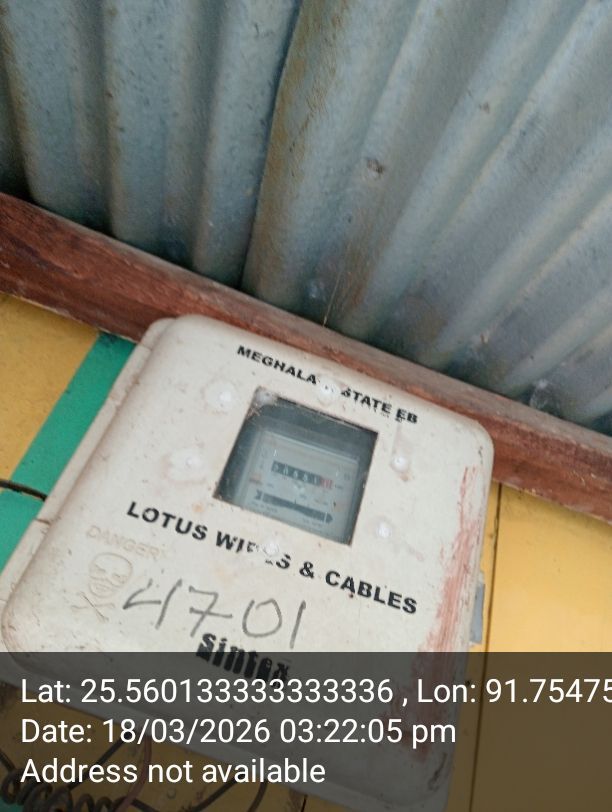 MEGHALA STATE EB
LOTUS WIRES & CABLES
DANGER
4701
Sintex
Lat: 25.560133333333336 , Lon: 91.75475
Date: 18/03/2026 03:22:05 pm
Address not available